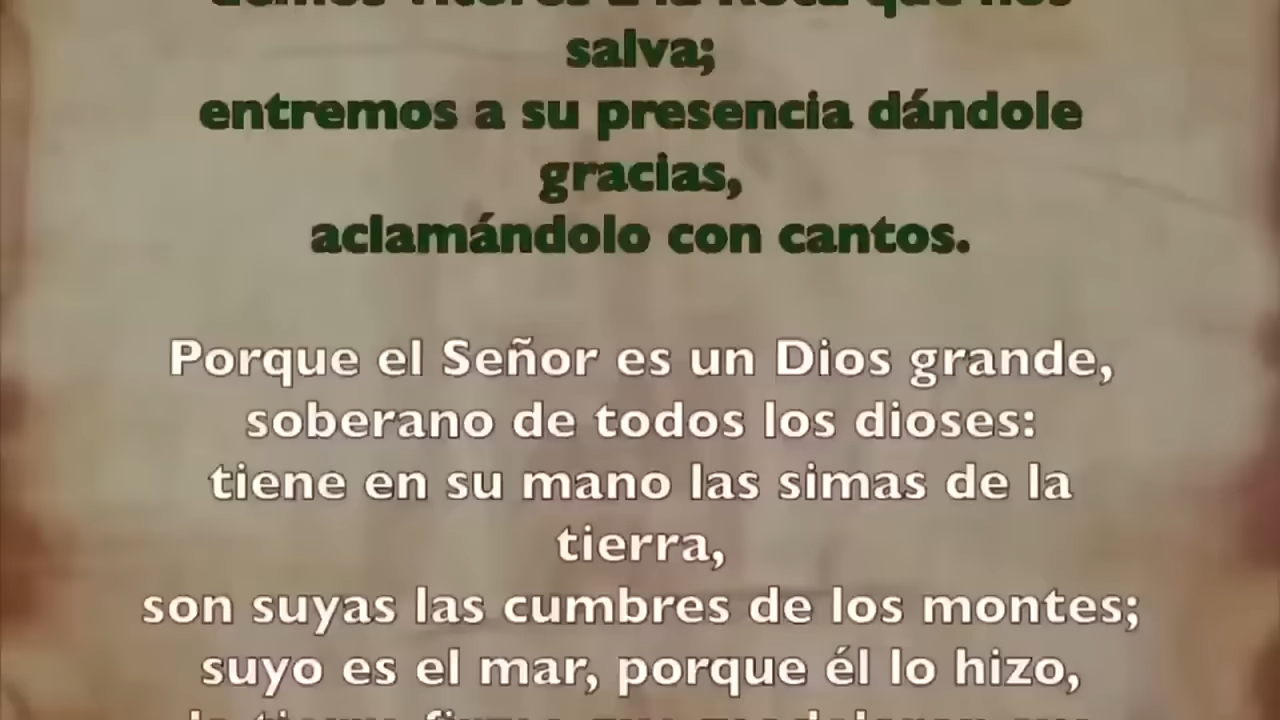 salva;
entremos a su presencia dándole
gracias,
aclamándolo con cantos.
Porque el Señor es un Dios grande,
soberano de todos los dioses:
tiene en su mano las simas de la
tierra,
son suyas las cumbres de los montes;
suyo es el mar, porque él lo hizo,